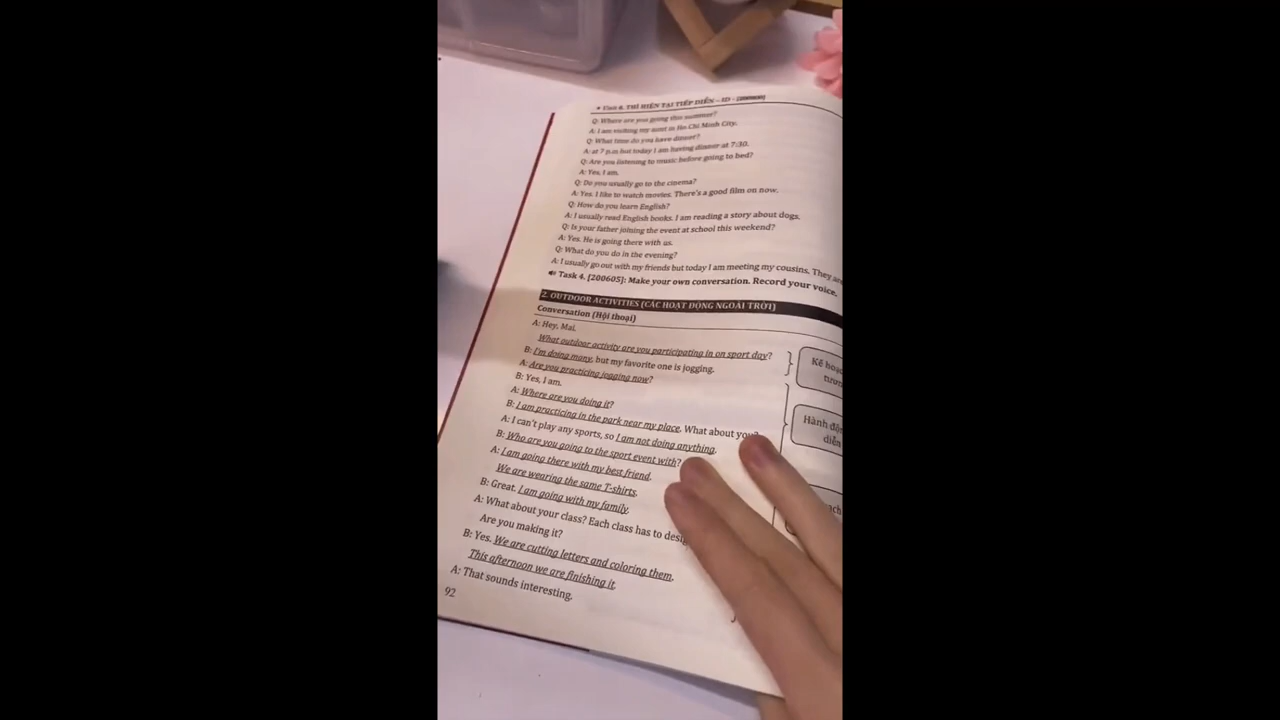 Unit 8. THÌ HIỆN TẠI TIẾP DIỄN – ID -
Q: Where are you going this summer?
A: I am visiting my aunt in Ho Chi Minh City.
Q: What time do you have dinner?
A: at 7 p.m but today I am having dinner at 7:30.
Q: Are you listening to music before going to bed?
A: Yes, I am.
Q: Do you usually go to the cinema?
A: Yes. I like to watch movies. There's a good film on now.
Q: How do you learn English?
A: I usually read English books. I am reading a story about dogs.
Q: Is your father joining the event at school this weekend?
A: Yes. He is going there with us.
Q: What do you do in the evening?
A: I usually go out with my friends but today I am meeting my cousins. They
Task 4. [200605]: Make your own conversation. Record your voice.
2. OUTDOOR ACTIVITIES (CÁC HOẠT ĐỘNG NGOÀI TRỜI)
Conversation (Hội thoại)
A: Hey, Mai.
What outdoor activity are you participating in on sport day?
B: I'm doing many, but my favorite one is jogging.
A: Are you practicing jogging now?
B: Yes, I am.
A: Where are you doing it?
B: I am practicing in the park near my place. What about you?
A: I can't play any sports, so I am not doing anything.
B: Who are you going to the sport event with?
A: I am going there with my best friend.
We are wearing the same T-shirts.
B: Great. I am going with my family.
A: What about your class? Each class has to
Are you making it?
B: Yes. We are cutting letters and coloring them.
This afternoon we are finishing it.
A: That sounds interesting.
Kế
Hành
92